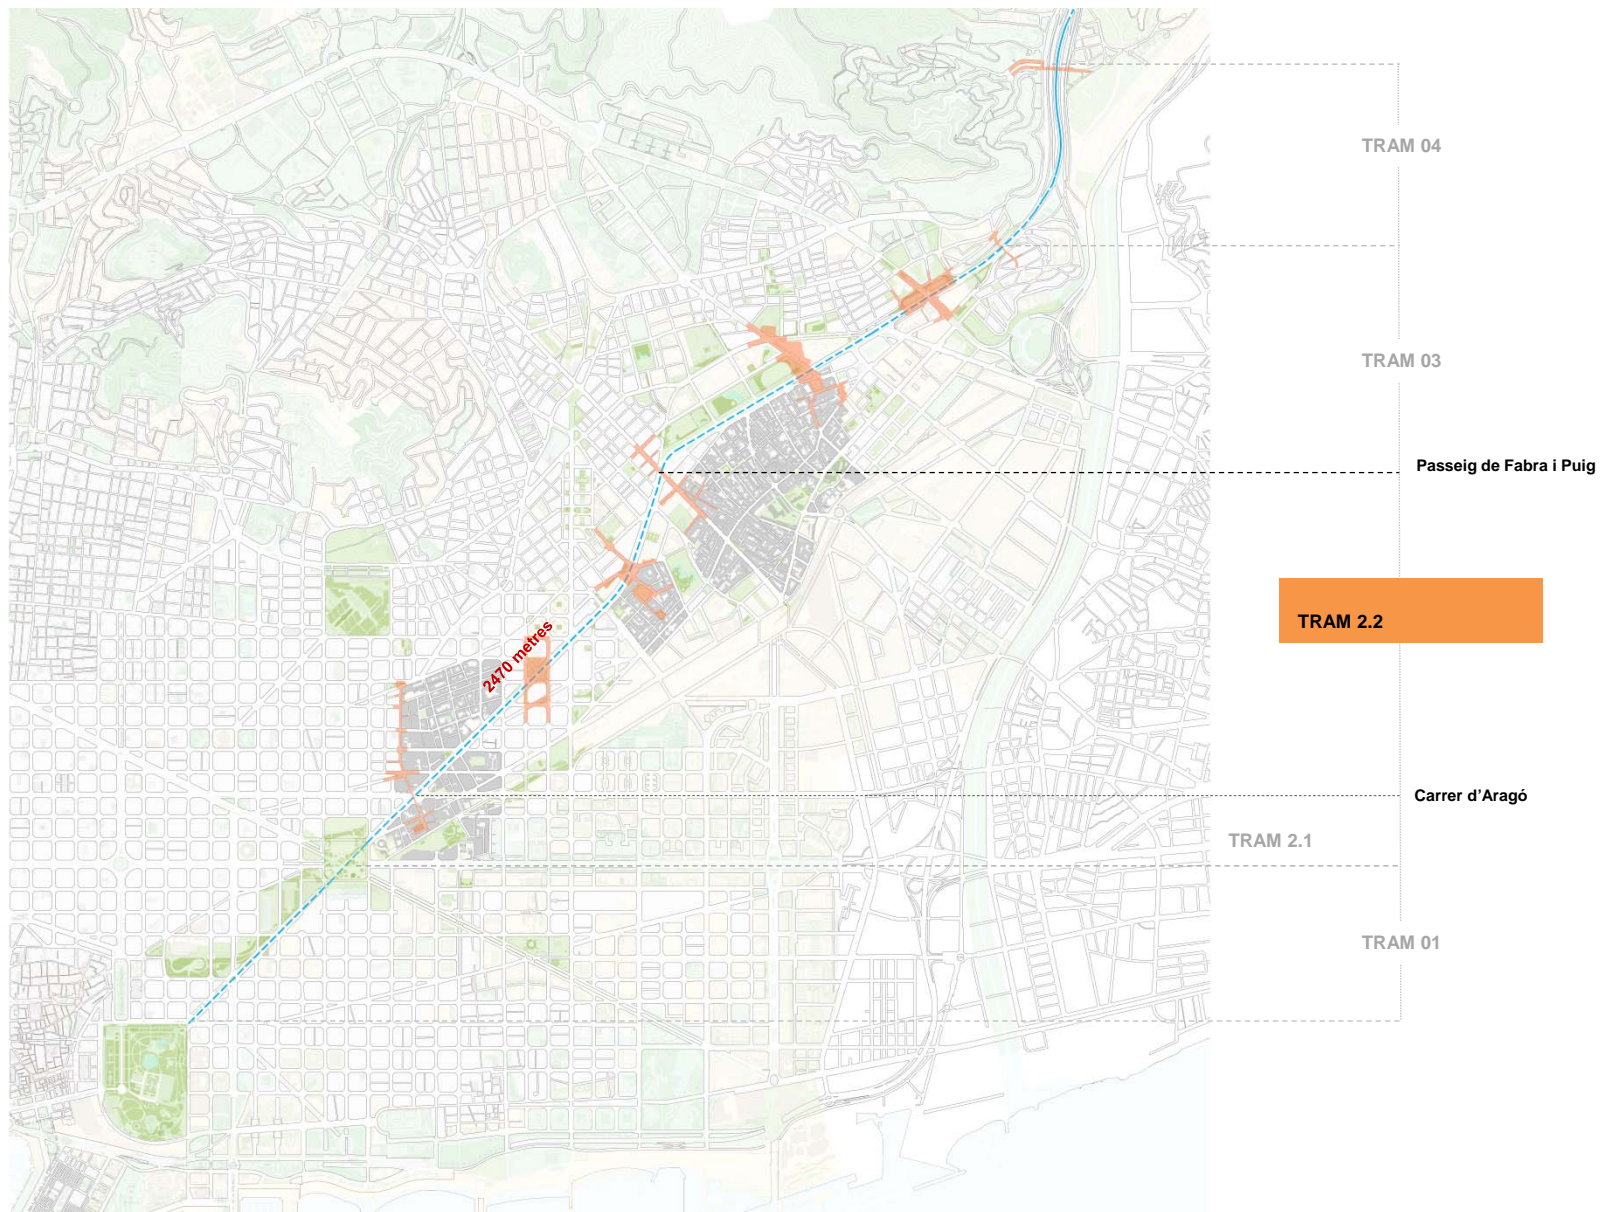 TRAM 04
TRAM 03
Passeig de Fabra i Puig
TRAM 2.2
2470 metres
Carrer d’Aragó
TRAM 2.1
TRAM 01